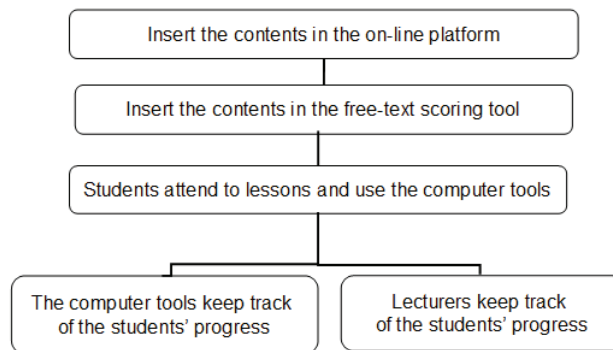 Insert the contents in the on-line platform
Insert the contents in the free-text scoring tool
Students attend to lessons and use the computer tools
The computer tools keep track
of the students' progress
Lecturers keep track
of the students' progress